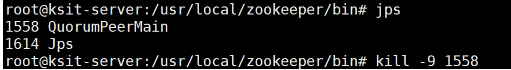 root@ksit-server:/usr/local/zookeeper/bin# jps
1558 QuorumPeerMain
1614 Jps
root@ksit-server:/usr/local/zookeeper/bin# kill -9 1558